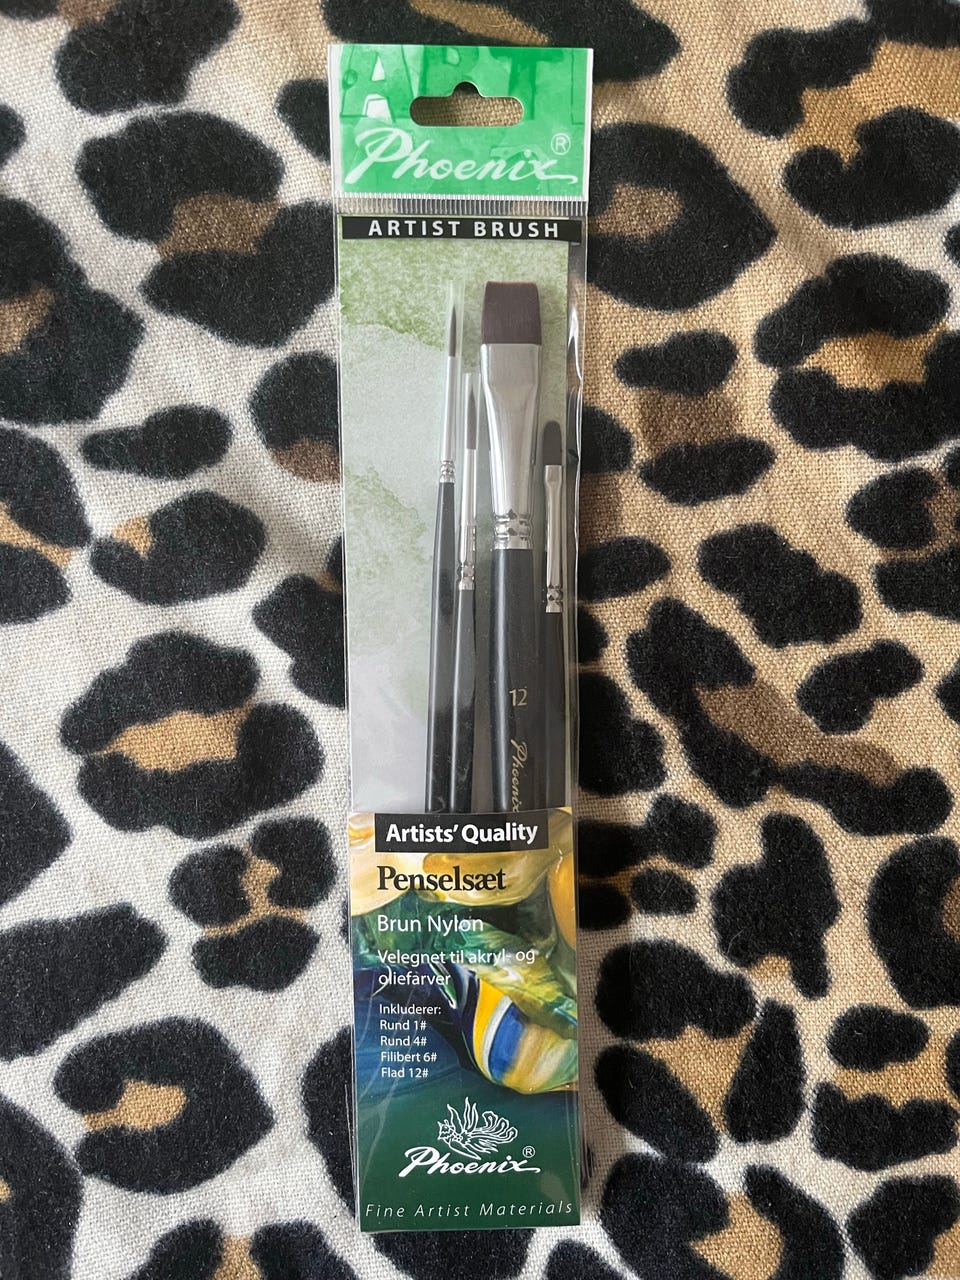 ART
Phoenix®
ARTIST BRUSH
12
Phoenix
Artists' Quality
Penselsæt
Brun Nylon
Velegnet til akryl- og
oliefarver
Inkluderer:
Rund 1#
Rund 4#
Filibert 6#
Flad 12#
Phoenix®
Fine Artist Materials